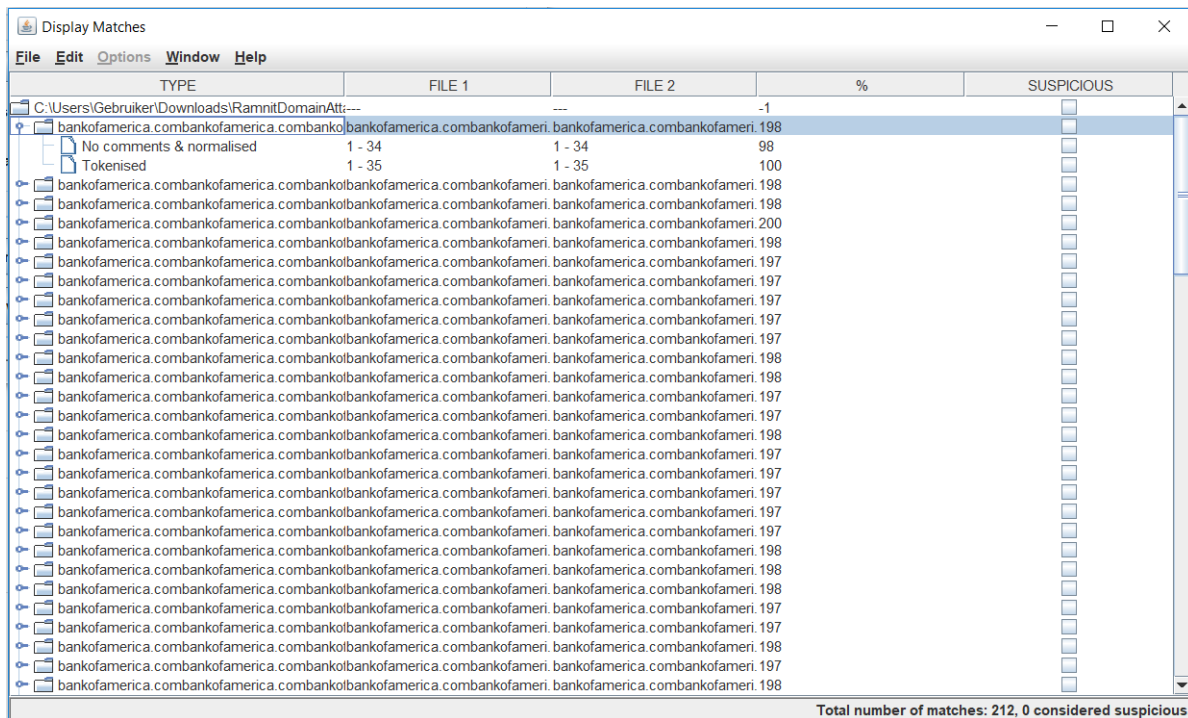 Display Matches
File Edit Options Window Help
TYPE FILE 1 FILE 2 % SUSPICIOUS
C:\Users\Gebruiker\Downloads\RamnitDomainAtta --- --- -1
bankofamerica.combankofamerica.combanko bankofamerica.combankofameri. bankofamerica.combankofameri. 198
No comments & normalised 1 - 34 1 - 34 98
Tokenised 1 - 35 1 - 35 100
bankofamerica.combankofamerica.combanko bankofamerica.combankofameri. bankofamerica.combankofameri. 198
bankofamerica.combankofamerica.combanko bankofamerica.combankofameri. bankofamerica.combankofameri. 198
bankofamerica.combankofamerica.combanko bankofamerica.combankofameri. bankofamerica.combankofameri. 200
bankofamerica.combankofamerica.combanko bankofamerica.combankofameri. bankofamerica.combankofameri. 198
bankofamerica.combankofamerica.combanko bankofamerica.combankofameri. bankofamerica.combankofameri. 197
bankofamerica.combankofamerica.combanko bankofamerica.combankofameri. bankofamerica.combankofameri. 197
bankofamerica.combankofamerica.combanko bankofamerica.combankofameri. bankofamerica.combankofameri. 197
bankofamerica.combankofamerica.combanko bankofamerica.combankofameri. bankofamerica.combankofameri. 197
bankofamerica.combankofamerica.combanko bankofamerica.combankofameri. bankofamerica.combankofameri. 197
bankofamerica.combankofamerica.combanko bankofamerica.combankofameri. bankofamerica.combankofameri. 198
bankofamerica.combankofamerica.combanko bankofamerica.combankofameri. bankofamerica.combankofameri. 198
bankofamerica.combankofamerica.combanko bankofamerica.combankofameri. bankofamerica.combankofameri. 197
bankofamerica.combankofamerica.combanko bankofamerica.combankofameri. bankofamerica.combankofameri. 197
bankofamerica.combankofamerica.combanko bankofamerica.combankofameri. bankofamerica.combankofameri. 198
bankofamerica.combankofamerica.combanko bankofamerica.combankofameri. bankofamerica.combankofameri. 197
bankofamerica.combankofamerica.combanko bankofamerica.combankofameri. bankofamerica.combankofameri. 197
bankofamerica.combankofamerica.combanko bankofamerica.combankofameri. bankofamerica.combankofameri. 197
bankofamerica.combankofamerica.combanko bankofamerica.combankofameri. bankofamerica.combankofameri. 197
bankofamerica.combankofamerica.combanko bankofamerica.combankofameri. bankofamerica.combankofameri. 197
bankofamerica.combankofamerica.combanko bankofamerica.combankofameri. bankofamerica.combankofameri. 198
bankofamerica.combankofamerica.combanko bankofamerica.combankofameri. bankofamerica.combankofameri. 198
bankofamerica.combankofamerica.combanko bankofamerica.combankofameri. bankofamerica.combankofameri. 198
bankofamerica.combankofamerica.combanko bankofamerica.combankofameri. bankofamerica.combankofameri. 197
bankofamerica.combankofamerica.combanko bankofamerica.combankofameri. bankofamerica.combankofameri. 197
bankofamerica.combankofamerica.combanko bankofamerica.combankofameri. bankofamerica.combankofameri. 198
bankofamerica.combankofamerica.combanko bankofamerica.combankofameri. bankofamerica.combankofameri. 197
bankofamerica.combankofamerica.combanko bankofamerica.combankofameri. bankofamerica.combankofameri. 198
Total number of matches: 212, 0 considered suspicious